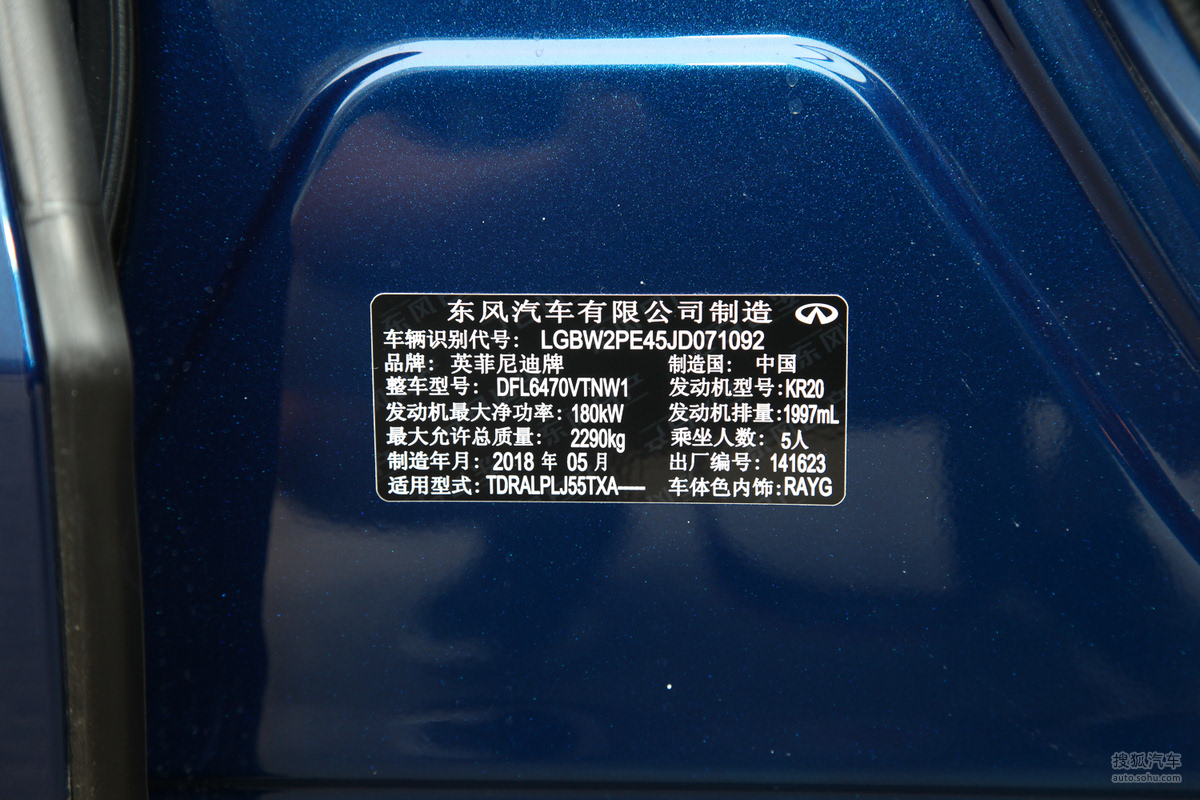 东风汽车有限公司制造
车辆识别代号： LGBW2PE45JD071092
品牌： 英菲尼迪牌 制造国： 中国
整车型号： DFL6470VTNW1 发动机型号:KR20
发动机最大净功率: 180kW 发动机排量:1997mL
最大允许总质量： 2290kg 乘坐人数： 5人
制造年月: 2018 年 05 月 出厂编号: 141623
适用型式: TDRALPLJ55TXA—— 车体色内饰:RAYG
搜狐汽车
auto.sohu.com